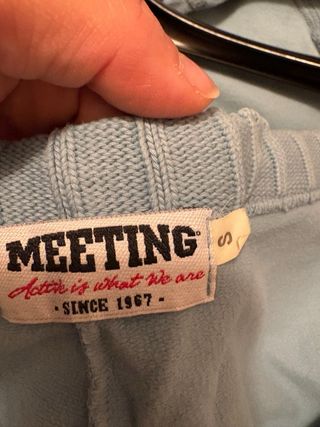 MEETING®
Active is what We are
· SINCE 1967 ·
S